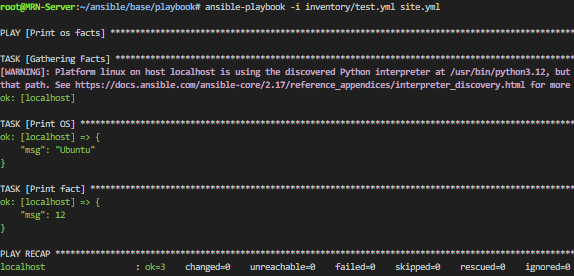 root@MRN-Server:~/ansible/base/playbook# ansible-playbook -i inventory/test.yml site.yml
PLAY [Print os facts] ******************************************************************************************
TASK [Gathering Facts] *****************************************************************************************
[WARNING]: Platform linux on host localhost is using the discovered Python interpreter at /usr/bin/python3.12, but
that path. See https://docs.ansible.com/ansible-core/2.17/reference_appendices/interpreter_discovery.html for more
ok: [localhost]
TASK [Print OS] ************************************************************************************************
ok: [localhost] => {
    "msg": "Ubuntu"
}
TASK [Print fact] **********************************************************************************************
ok: [localhost] => {
    "msg": 12
}
PLAY RECAP *****************************************************************************************************
localhost                  : ok=3    changed=0    unreachable=0    failed=0    skipped=0    rescued=0    ignored=0